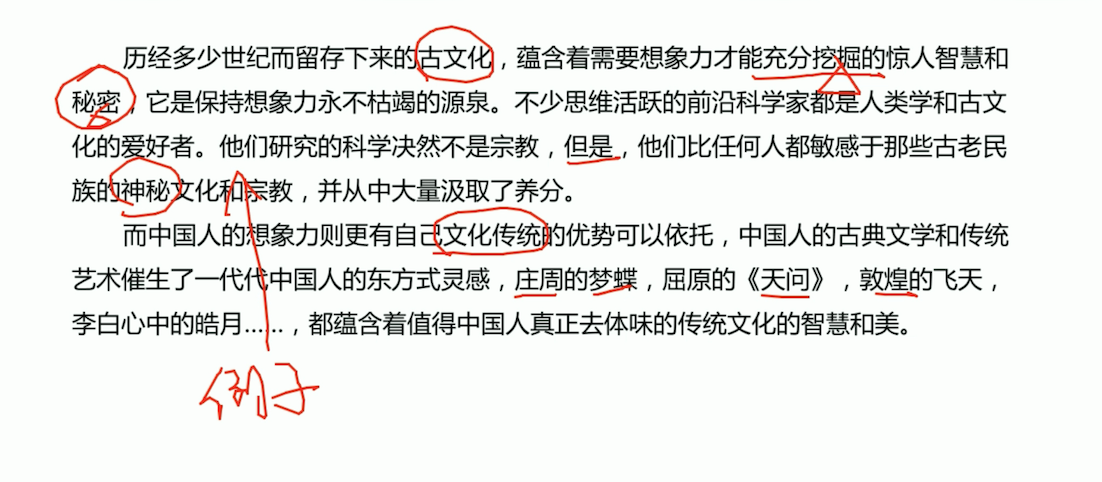 历经多少世纪而留存下来的古文化，蕴含着需要想象力才能充分挖掘的惊人智慧和
秘密，它是保持想象力永不枯竭的源泉。不少思维活跃的前沿科学家都是人类学和古文
化的爱好者。他们研究的科学决然不是宗教，但是，他们比任何人都敏感于那些古老民
族的神秘文化和宗教，并从中大量汲取了养分。
而中国人的想象力则更有自己文化传统的优势可以依托，中国人的古典文学和传统
艺术催生了一代代中国人的东方式灵感，庄周的梦蝶，屈原的《天问》，敦煌的飞天，
李白心中的皓月……，都蕴含着值得中国人真正去体味的传统文化的智慧和美。
例子